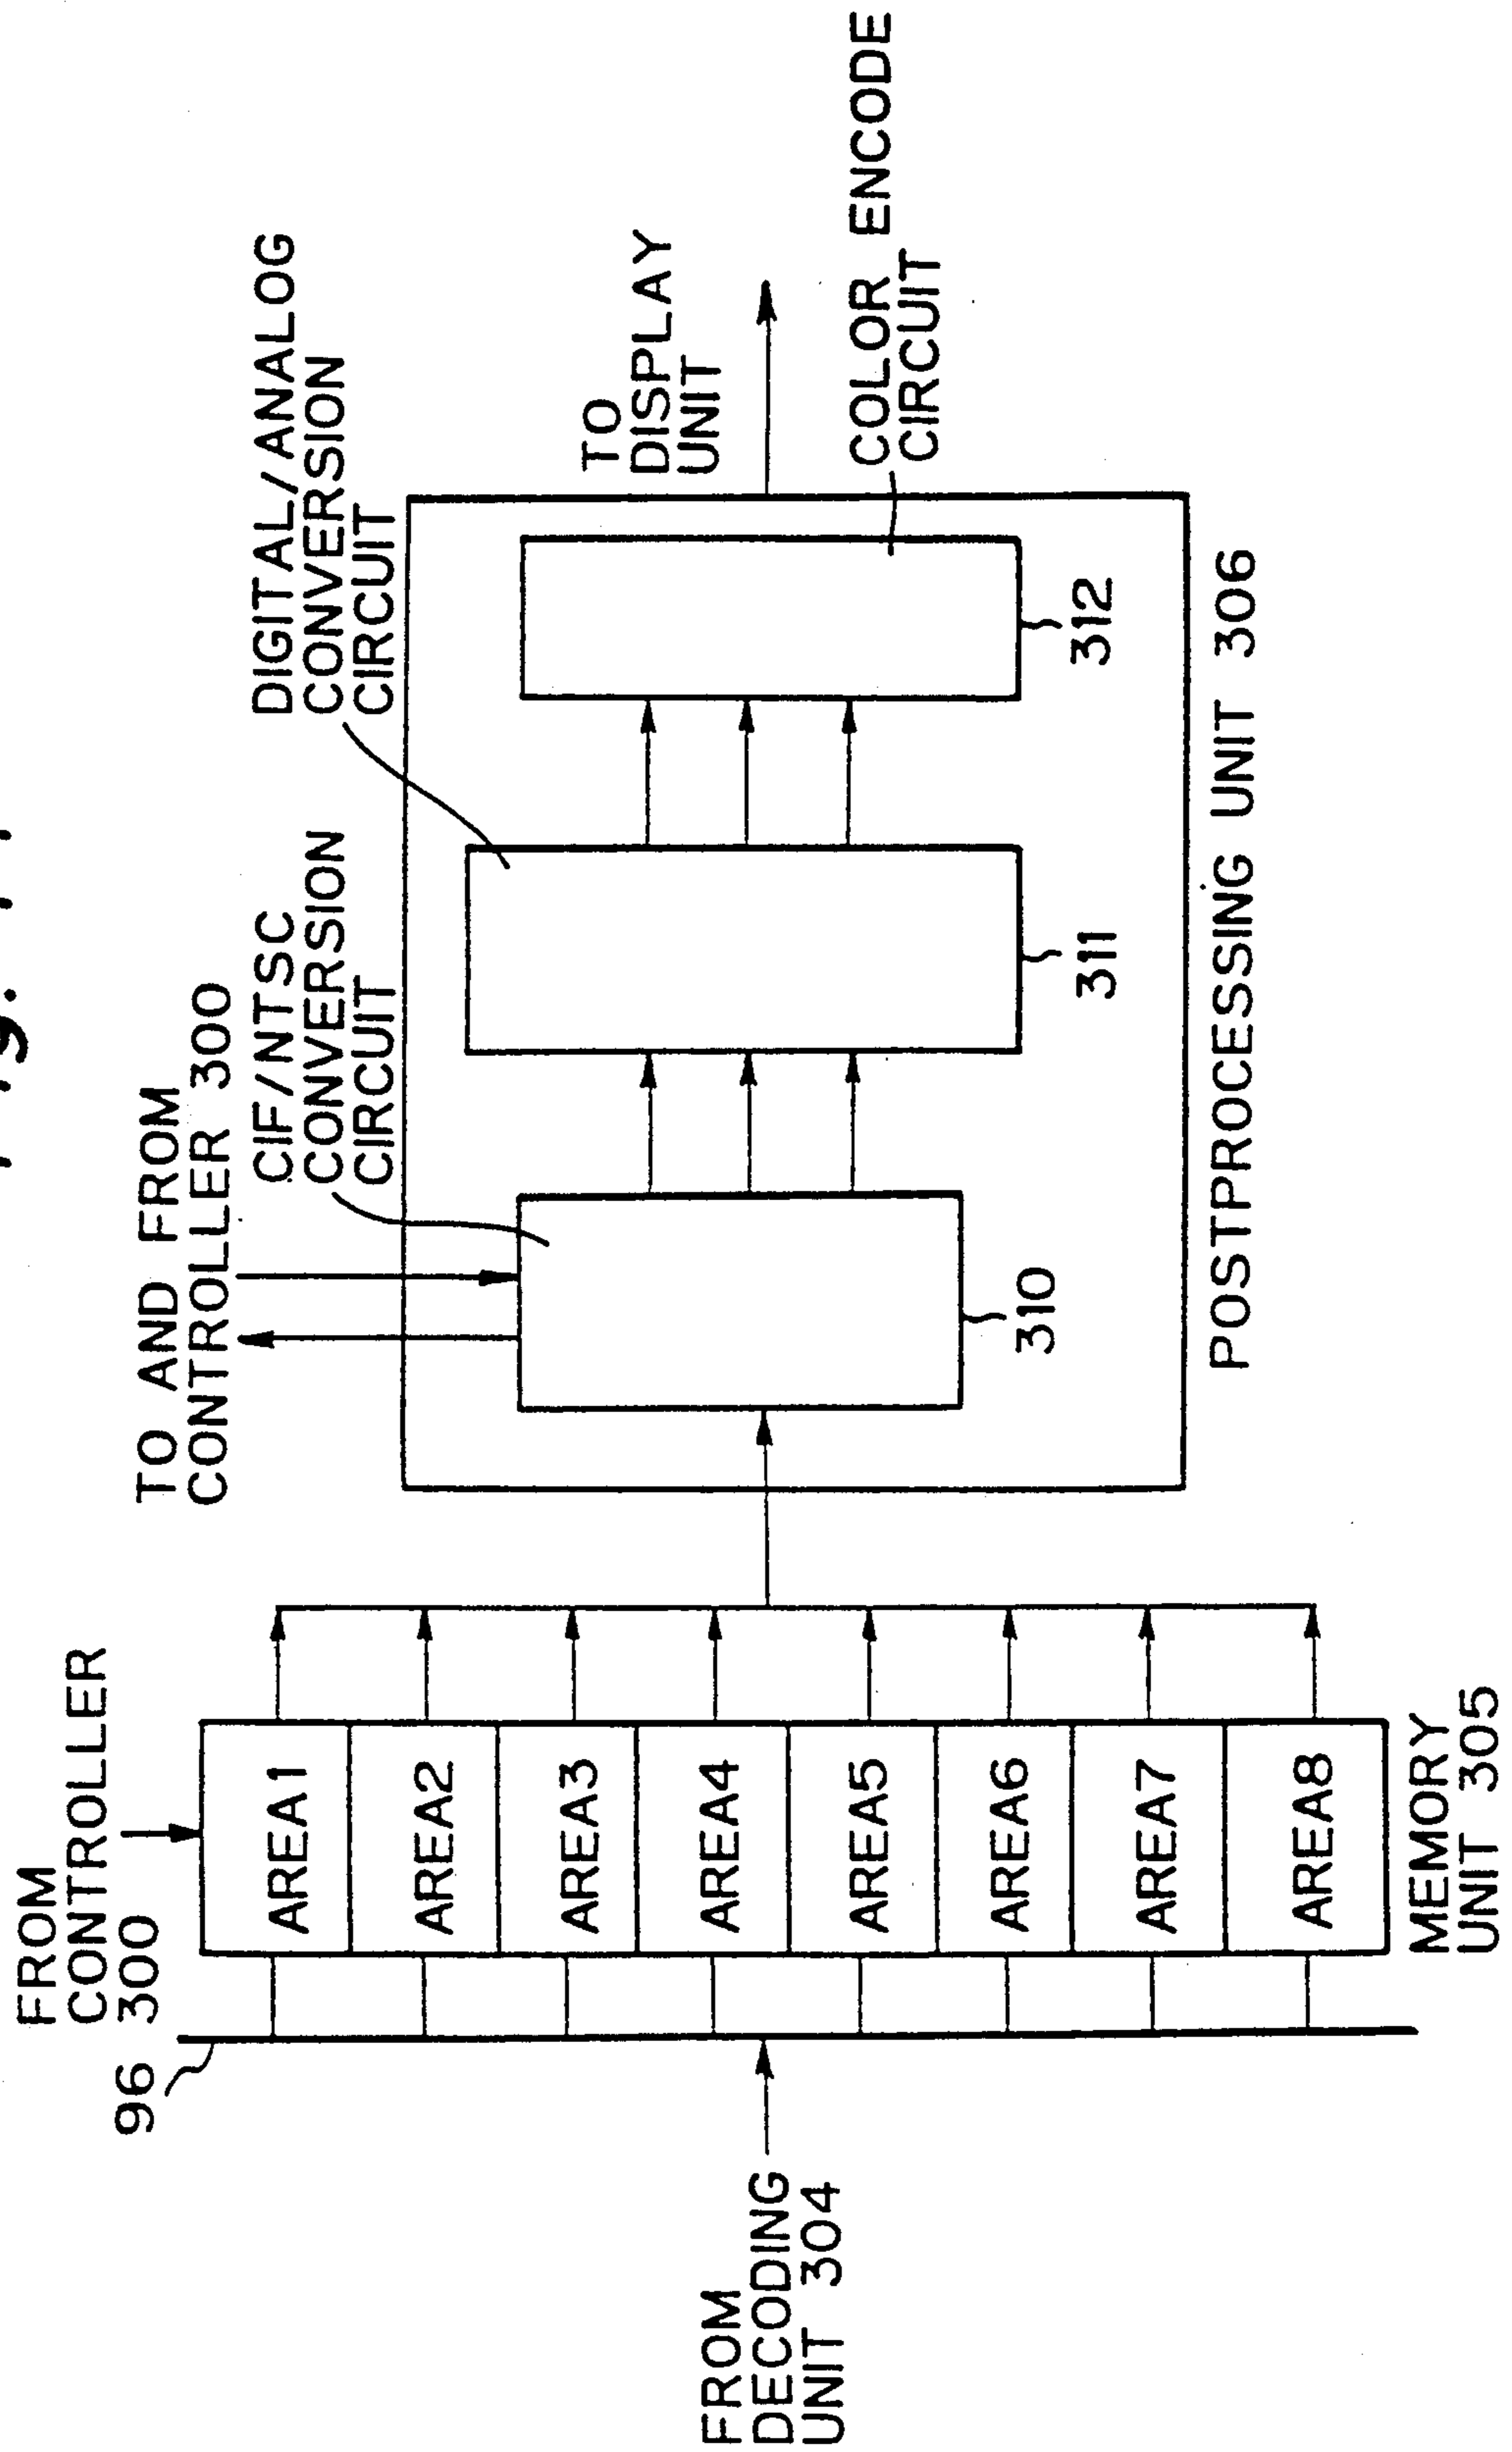 TO AND FROM
CONTROLLER 300
CIF/NTSC
CONVERSION
CIRCUIT
DIGITAL/ANALOG
CONVERSION
CIRCUIT
FROM
CONTROLLER
300
96
AREA1
AREA2
AREA3
AREA4
AREA5
AREA6
AREA7
AREA8
MEMORY
UNIT 305
FROM
DECODING
UNIT 304
310
311
312
TO
DISPLAY
UNIT
COLOR ENCODE
CIRCUIT
POSTPROCESSING UNIT 306